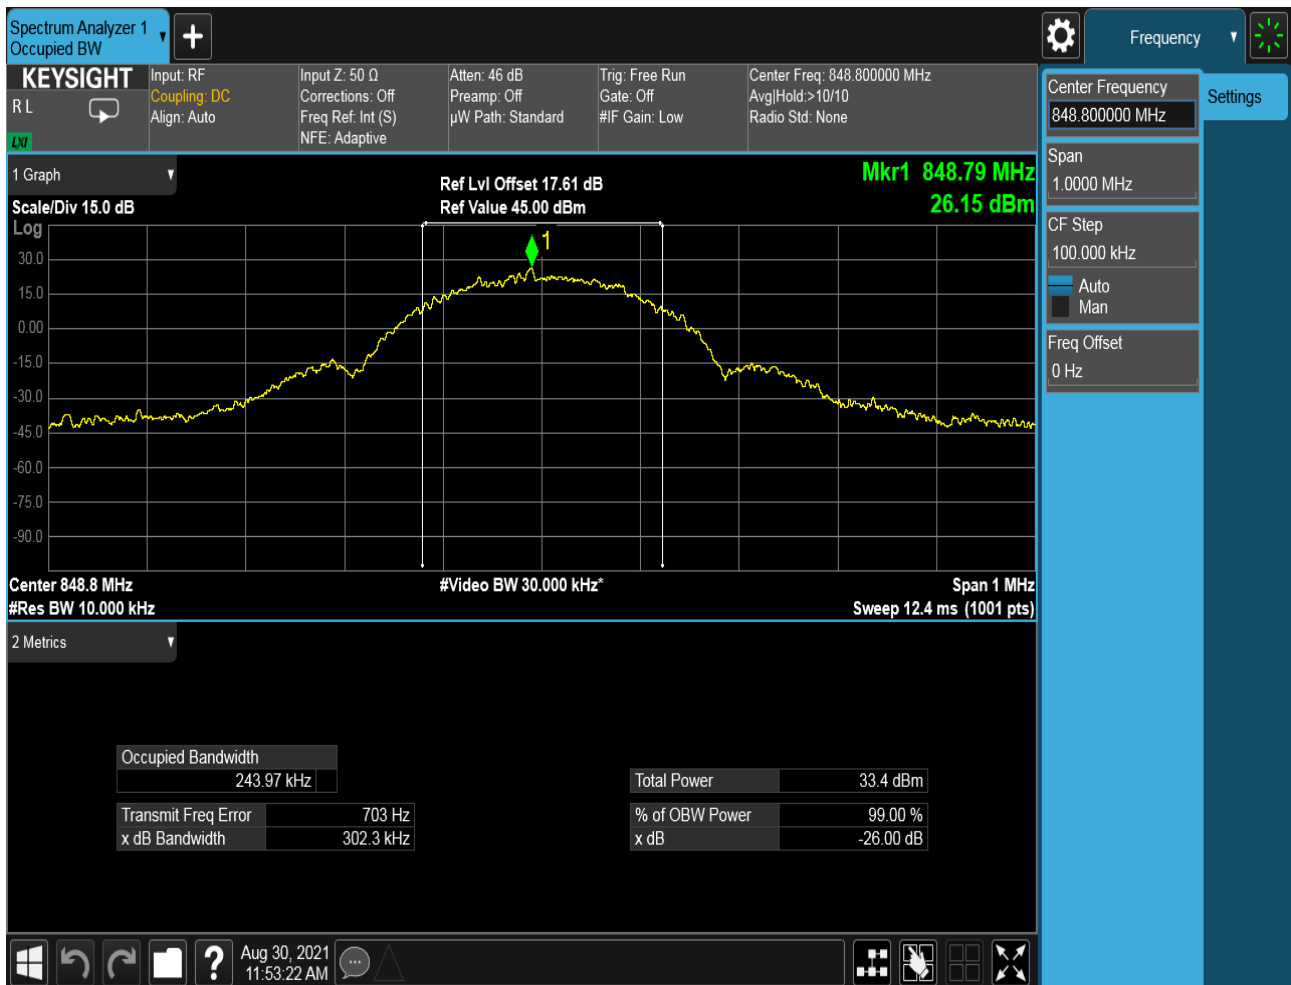 Spectrum Analyzer 1
Occupied BW
Frequency
KEYSIGHT
R L
LXI
Input: RF
Coupling: DC
Align: Auto
Input Z: 50 Ω
Corrections: Off
Freq Ref: Int (S)
NFE: Adaptive
Atten: 46 dB
Preamp: Off
µW Path: Standard
Trig: Free Run
Gate: Off
#IF Gain: Low
Center Freq: 848.800000 MHz
Avg|Hold:>10/10
Radio Std: None
Center Frequency
848.800000 MHz
Settings
Span
1.0000 MHz
CF Step
100.000 kHz
Auto
Man
Freq Offset
0 Hz
1 Graph
Scale/Div 15.0 dB
Log
Ref Lvl Offset 17.61 dB
Ref Value 45.00 dBm
Mkr1 848.79 MHz
26.15 dBm
1
30.0
15.0
0.00
-15.0
-30.0
-45.0
-60.0
-75.0
-90.0
Center 848.8 MHz
#Video BW 30.000 kHz*
Span 1 MHz
#Res BW 10.000 kHz
Sweep 12.4 ms (1001 pts)
2 Metrics
Occupied Bandwidth
243.97 kHz
Total Power 33.4 dBm
Transmit Freq Error 703 Hz
% of OBW Power 99.00 %
x dB Bandwidth 302.3 kHz
x dB -26.00 dB
?
Aug 30, 2021
11:53:22 AM